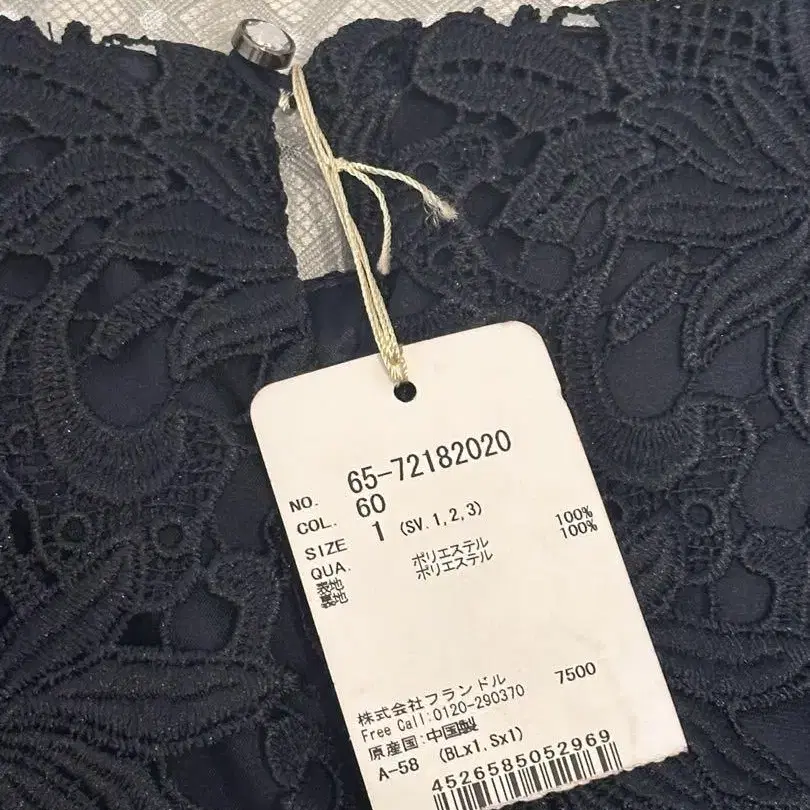 NO. 65-72182020
COL. 60
SIZE 1 (SV.1,2,3)
QUA.
表地 ポリエステル 100%
裏地 ポリエステル 100%
株式会社フランドル 7500
Free Call:0120-290370
原産国:中国製
A-58 (BLx1,Sx1)
4526585052969